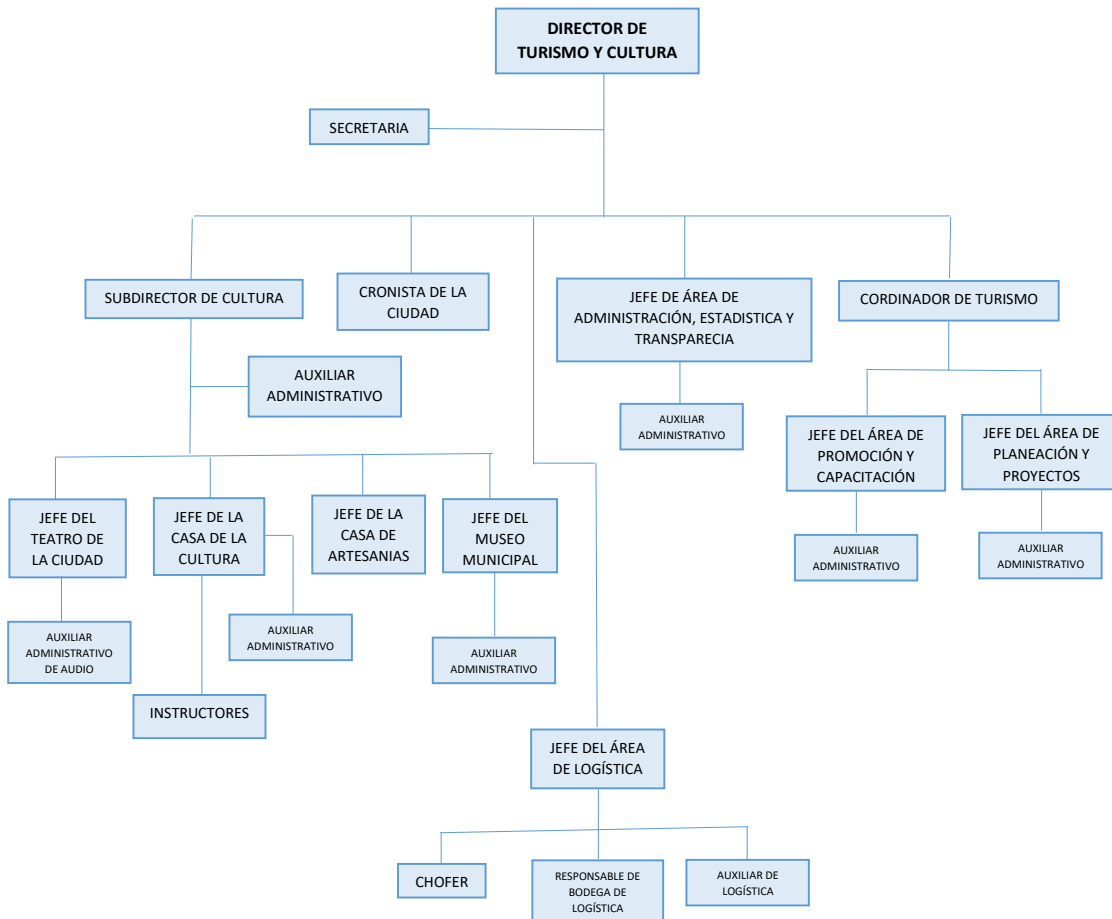 DIRECTOR DE
TURISMO Y CULTURA
SECRETARIA
SUBDIRECTOR DE CULTURA
CRONISTA DE LA
CIUDAD
JEFE DE ÁREA DE
ADMINISTRACIÓN, ESTADISTICA Y
TRANSPARECIA
CORDINADOR DE TURISMO
AUXILIAR
ADMINISTRATIVO
AUXILIAR
ADMINISTRATIVO
JEFE DEL ÁREA DE
PROMOCIÓN Y
CAPACITACIÓN
JEFE DEL ÁREA DE
PLANEACIÓN Y
PROYECTOS
JEFE DEL
TEATRO DE
LA CIUDAD
JEFE DE LA
CASA DE LA
CULTURA
JEFE DE LA
CASA DE
ARTESANIAS
JEFE DEL
MUSEO
MUNICIPAL
AUXILIAR
ADMINISTRATIVO
AUXILIAR
ADMINISTRATIVO
AUXILIAR
ADMINISTRATIVO
DE AUDIO
AUXILIAR
ADMINISTRATIVO
AUXILIAR
ADMINISTRATIVO
INSTRUCTORES
JEFE DEL ÁREA
DE LOGÍSTICA
CHOFER
RESPONSABLE DE
BODEGA DE
LOGÍSTICA
AUXILIAR DE
LOGÍSTICA